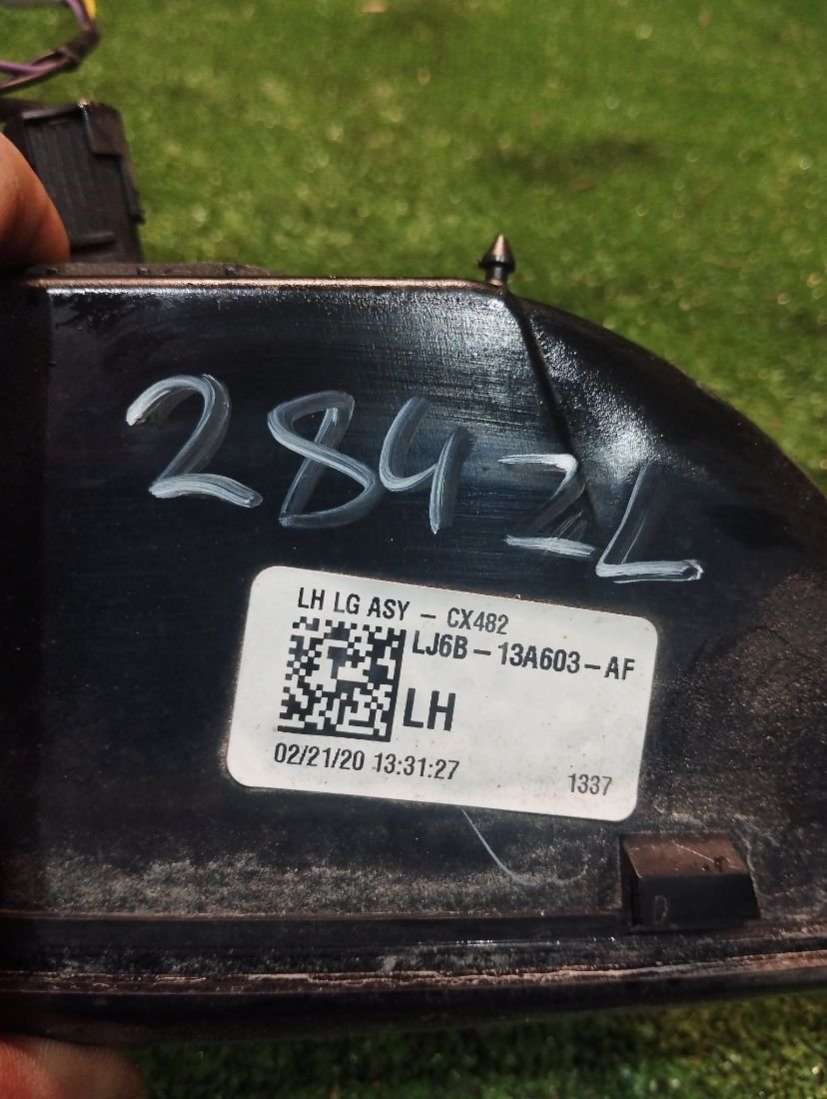 2842L
LH LG ASY - CX482
LJ6B - 13A603 - AF
LH
02/21/20 13:31:27
1337